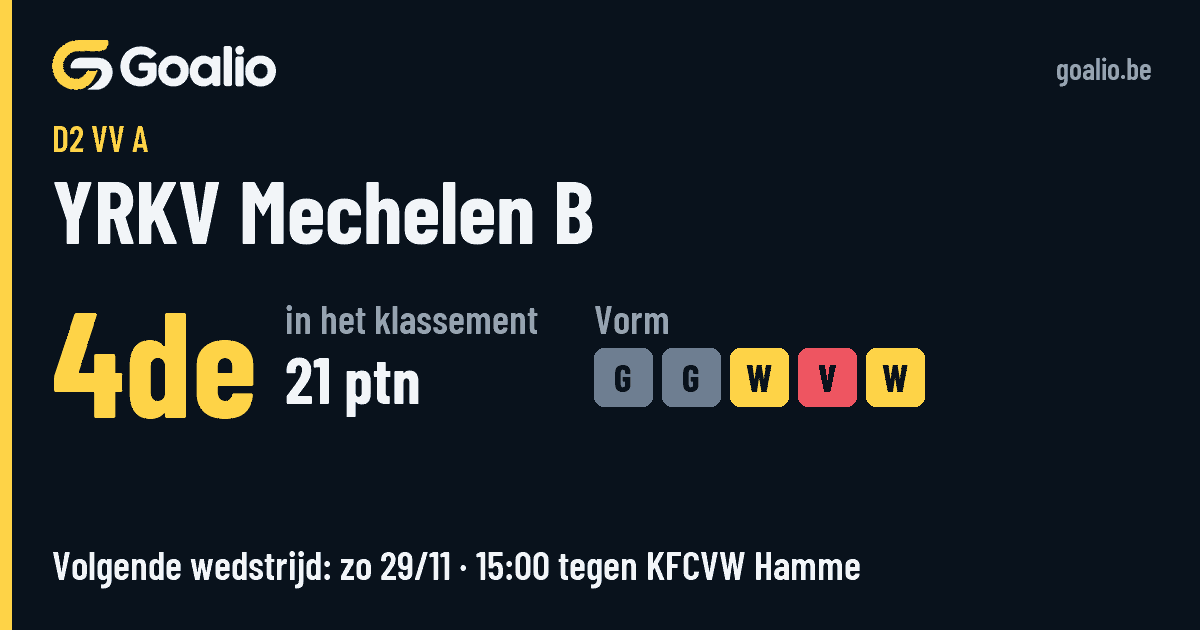 Goalio
goalio.be
D2 VV A
YRKV Mechelen B
4de
in het klassement
21 ptn
Vorm
G G W V W
Volgende wedstrijd: zo 29/11 · 15:00 tegen KFCVW Hamme